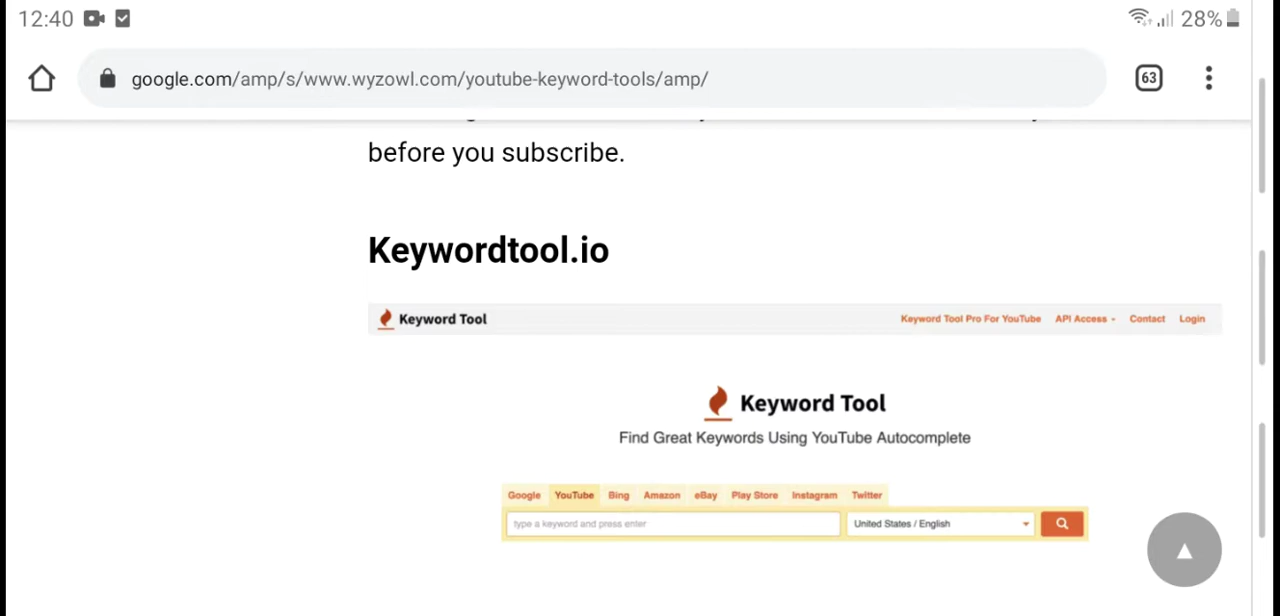 12:40
28%
google.com/amp/s/www.wyzowl.com/youtube-keyword-tools/amp/
63
before you subscribe.
Keywordtool.io
Keyword Tool
Keyword Tool Pro For YouTube API Access Contact Login
Keyword Tool
Find Great Keywords Using YouTube Autocomplete
Google YouTube Bing Amazon eBay Play Store Instagram Twitter
type a keyword and press enter
United States / English